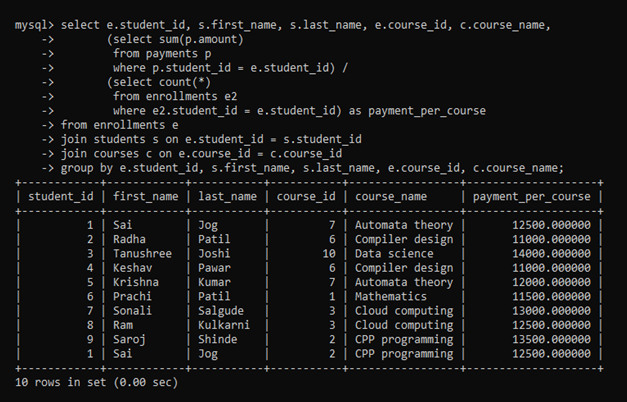 mysql> select e.student_id, s.first_name, s.last_name, e.course_id, c.course_name,
    ->        (select sum(p.amount)
    ->         from payments p
    ->         where p.student_id = e.student_id) /
    ->        (select count(*)
    ->         from enrollments e2
    ->         where e2.student_id = e.student_id) as payment_per_course
    -> from enrollments e
    -> join students s on e.student_id = s.student_id
    -> join courses c on e.course_id = c.course_id
    -> group by e.student_id, s.first_name, s.last_name, e.course_id, c.course_name;
+------------+------------+-----------+-----------+-----------------+--------------------+
| student_id | first_name | last_name | course_id | course_name     | payment_per_course |
+------------+------------+-----------+-----------+-----------------+--------------------+
|          1 | Sai        | Jog       |         7 | Automata theory |       12500.000000 |
|          2 | Radha      | Patil     |         6 | Compiler design |       11000.000000 |
|          3 | Tanushree  | Joshi     |        10 | Data science    |       14000.000000 |
|          4 | Keshav     | Pawar     |         6 | Compiler design |       11000.000000 |
|          5 | Krishna    | Kumar     |         7 | Automata theory |       12000.000000 |
|          6 | Prachi     | Patil     |         1 | Mathematics     |       11500.000000 |
|          7 | Sonali     | Salgude   |         3 | Cloud computing |       13000.000000 |
|          8 | Ram        | Kulkarni  |         3 | Cloud computing |       12500.000000 |
|          9 | Saroj      | Shinde    |         2 | CPP programming |       13500.000000 |
|          1 | Sai        | Jog       |         2 | CPP programming |       12500.000000 |
+------------+------------+-----------+-----------+-----------------+--------------------+
10 rows in set (0.00 sec)